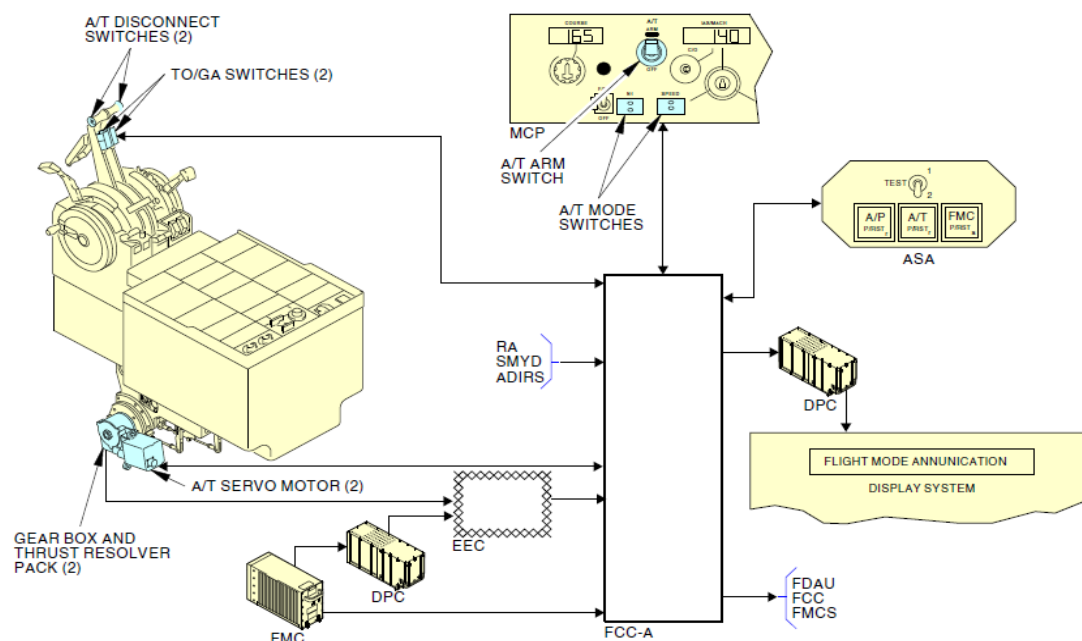 A/T DISCONNECT
SWITCHES (2)
TO/GA SWITCHES (2)
COURSE
165
A/T
ARM
OFF
IAS/MACH
140
C/O
OFF
N1
SPEED
MCP
A/T ARM
SWITCH
A/T MODE
SWITCHES
TEST
1
2
A/P
P/RST
A/T
P/RST
FMC
P/RST
ASA
RA
SMYD
ADIRS
DPC
FLIGHT MODE ANNUNICATION
DISPLAY SYSTEM
A/T SERVO MOTOR (2)
GEAR BOX AND
THRUST RESOLVER
PACK (2)
EEC
DPC
FMC
FCC-A
FDAU
FCC
FMCS